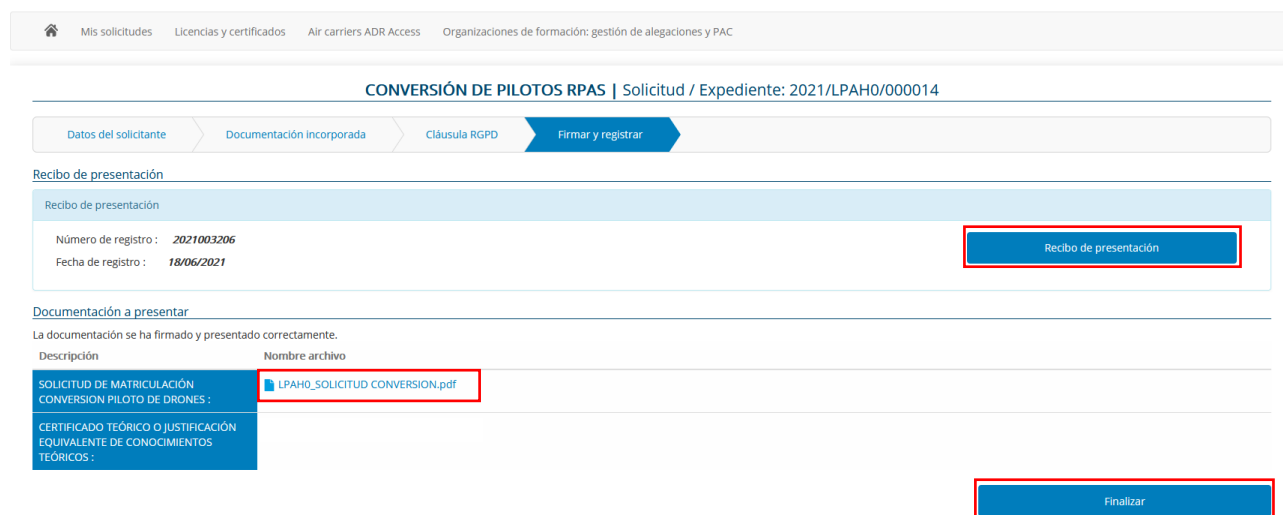 Mis solicitudes Licencias y certificados Air carriers ADR Access Organizaciones de formación: gestión de alegaciones y PAC
CONVERSIÓN DE PILOTOS RPAS | Solicitud / Expediente: 2021/LPAH0/000014
Datos del solicitante Documentación incorporada Cláusula RGPD Firmar y registrar
Recibo de presentación
Recibo de presentación
Número de registro : 2021003206
Recibo de presentación
Fecha de registro : 18/06/2021
Documentación a presentar
La documentación se ha firmado y presentado correctamente.
Descripción Nombre archivo
SOLICITUD DE MATRICULACIÓN
CONVERSION PILOTO DE DRONES :
LPAH0_SOLICITUD CONVERSION.pdf
CERTIFICADO TEÓRICO O JUSTIFICACIÓN
EQUIVALENTE DE CONOCIMIENTOS
TEÓRICOS :
Finalizar